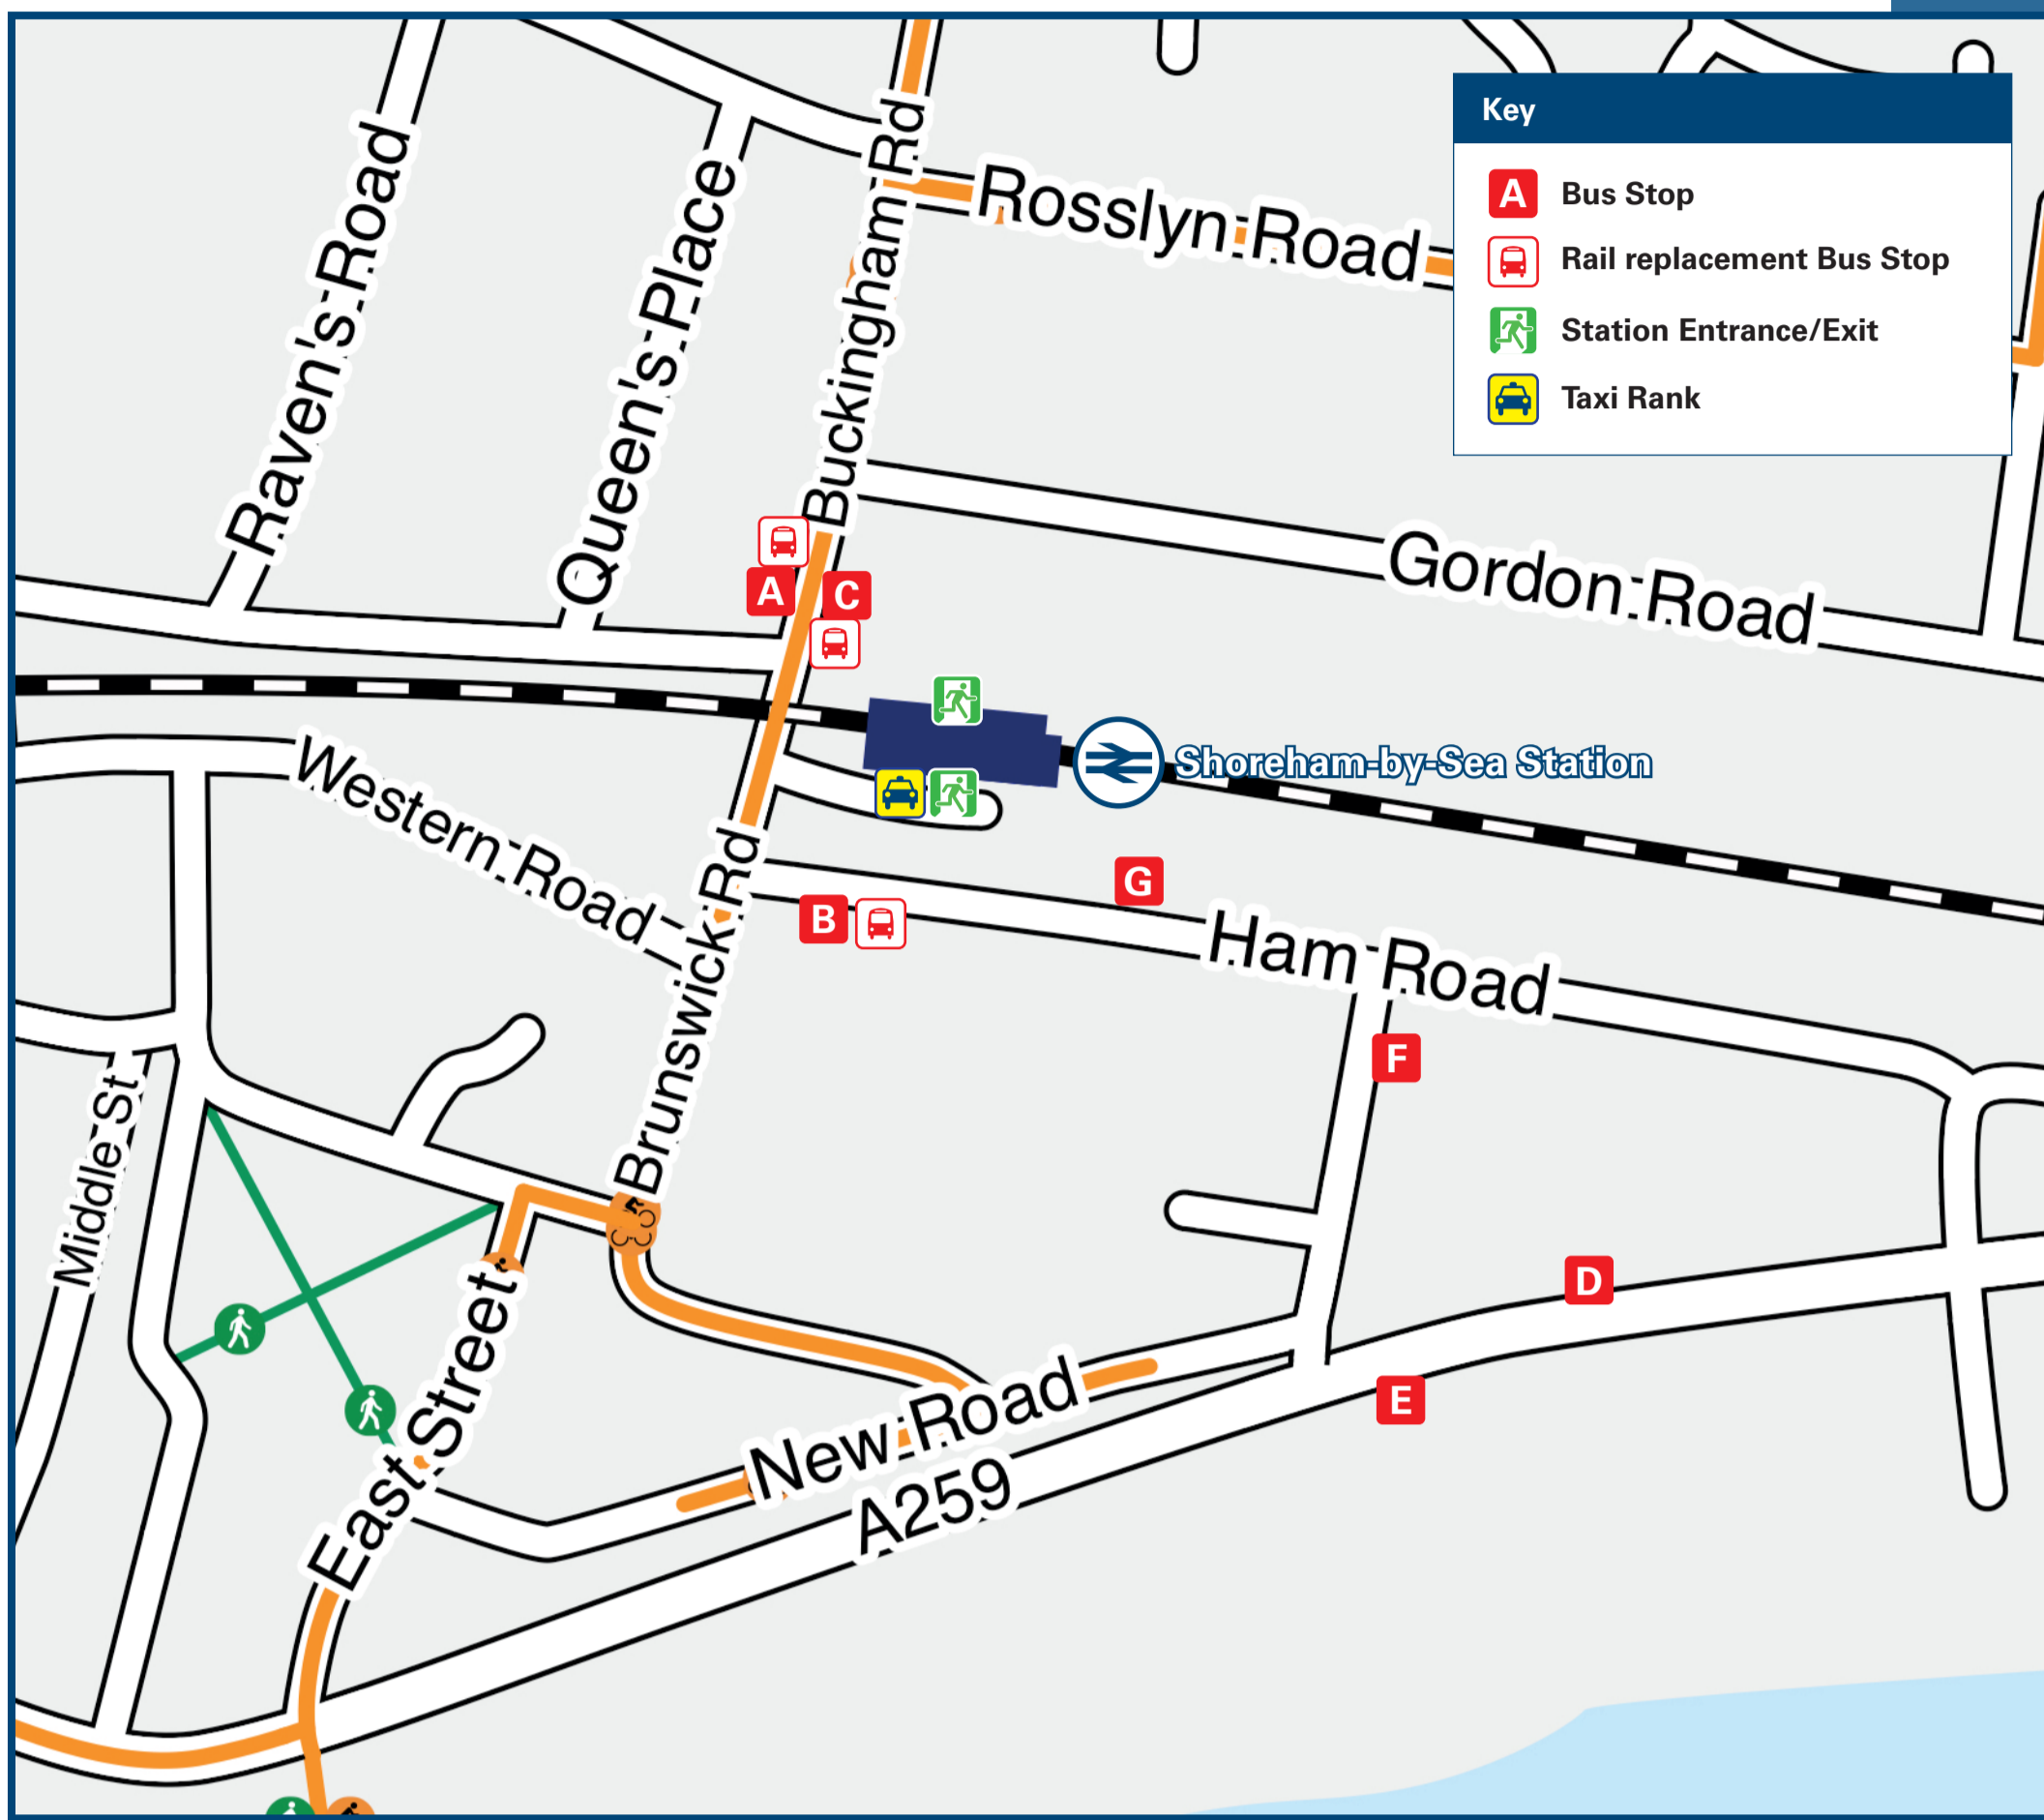 Key
A Bus Stop
Rail replacement Bus Stop
Station Entrance/Exit
Taxi Rank
Raven's Road
Queen's Place
Buckingham Rd
Rosslyn Road
Gordon Road
A
C
Shoreham-by-Sea Station
Western Road
Brunswick Rd
G
B
Ham Road
F
Middle St
D
E
East Street
New Road
A259